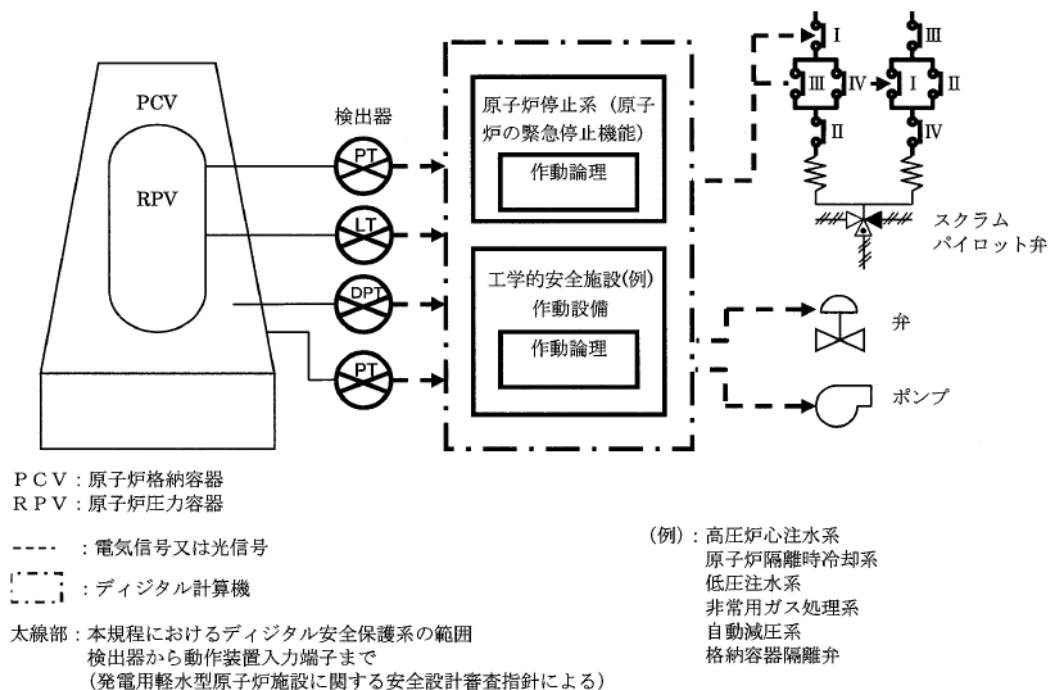 PCV
RPV
検出器
PT
LT
DPT
PT
原子炉停止系（原子
炉の緊急停止機能）
作動論理
工学的安全施設(例)
作動設備
作動論理
I
III
III
IV
I
II
II
IV
スクラム
パイロット弁
弁
ポンプ
ＰＣＶ：原子炉格納容器
ＲＰＶ：原子炉圧力容器
：電気信号又は光信号
：ディジタル計算機
太線部：本規程におけるディジタル安全保護系の範囲
検出器から動作装置入力端子まで
（発電用軽水型原子炉施設に関する安全設計審査指針による）
（例）：高圧炉心注水系
原子炉隔離時冷却系
低圧注水系
非常用ガス処理系
自動減圧系
格納容器隔離弁